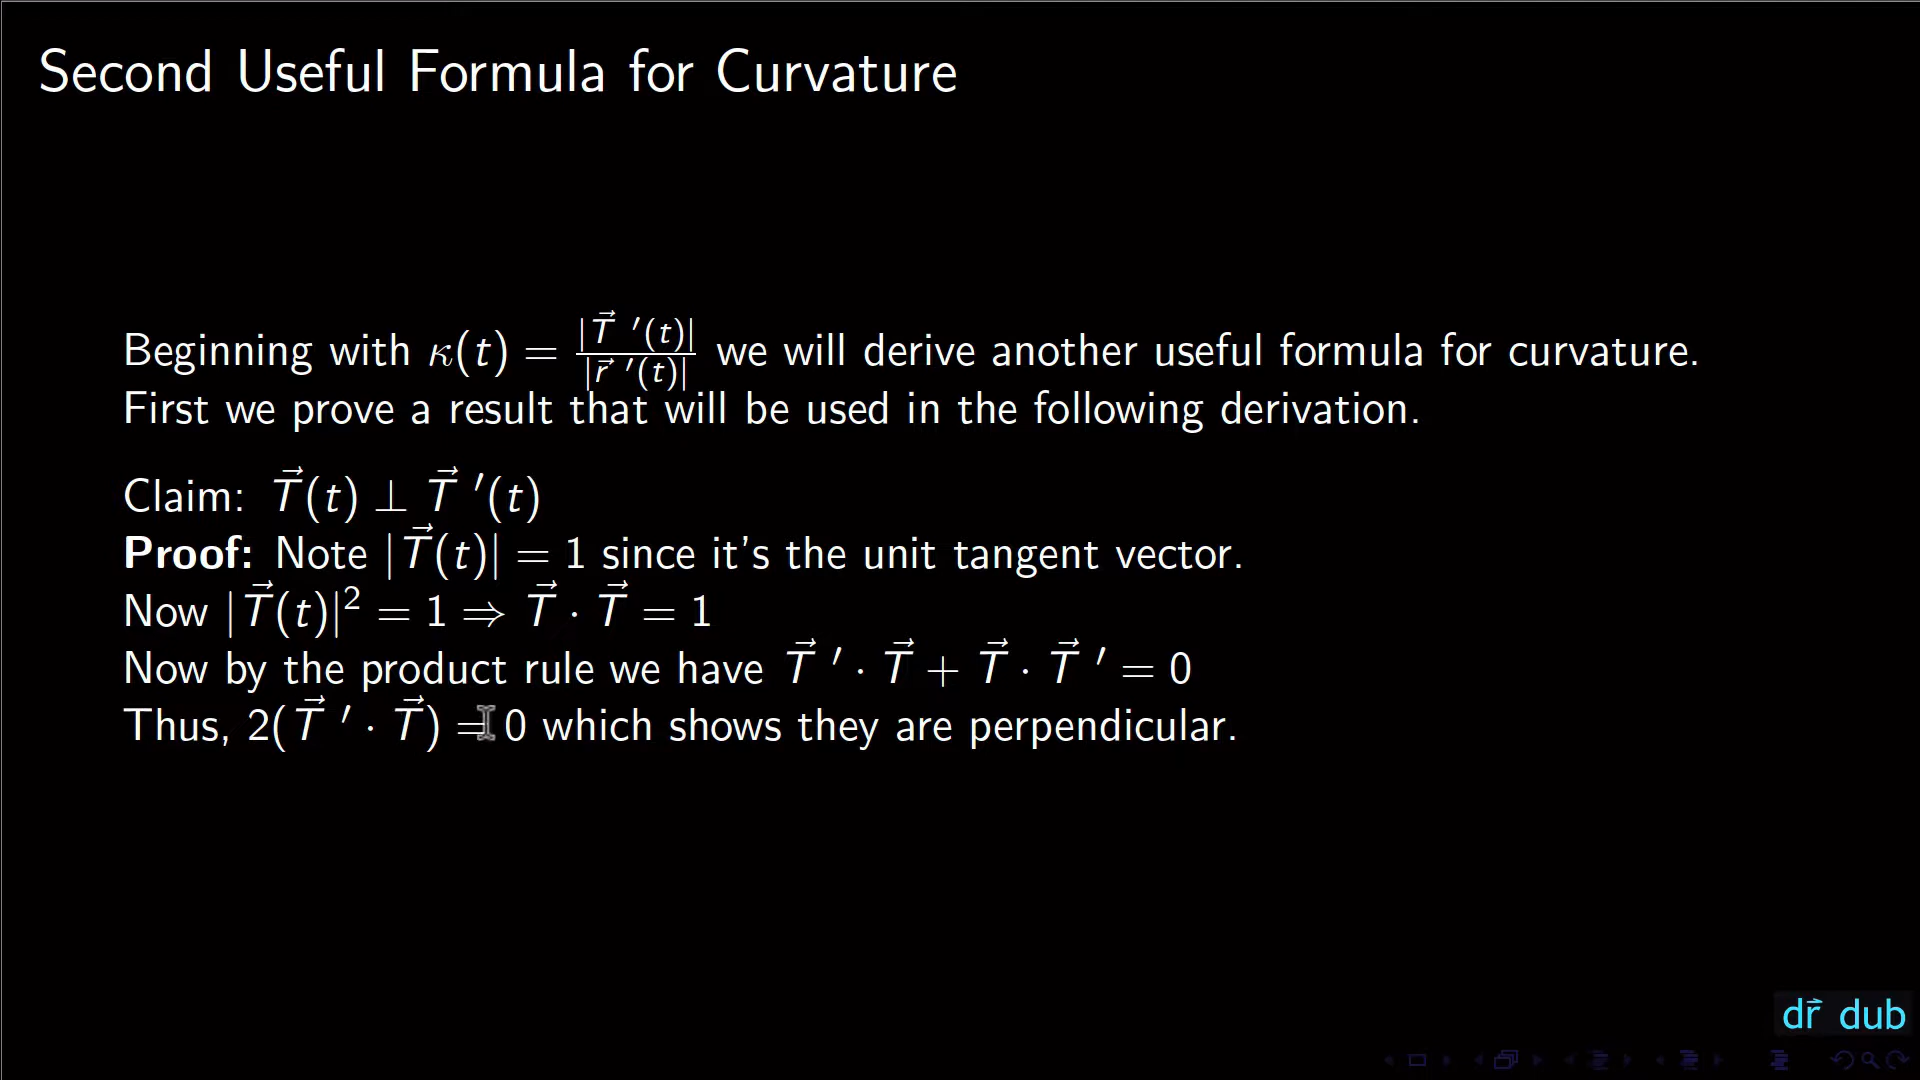 Second Useful Formula for Curvature
Beginning with κ(t) = |T⃗ ′(t)| / |r⃗ ′(t)| we will derive another useful formula for curvature.
First we prove a result that will be used in the following derivation.
Claim: T⃗(t) ⊥ T⃗ ′(t)
Proof: Note |T⃗(t)| = 1 since it's the unit tangent vector.
Now |T⃗(t)|² = 1 ⇒ T⃗ · T⃗ = 1
Now by the product rule we have T⃗ ′ · T⃗ + T⃗ · T⃗ ′ = 0
Thus, 2(T⃗ ′ · T⃗) = 0 which shows they are perpendicular.
dr⃗ dub